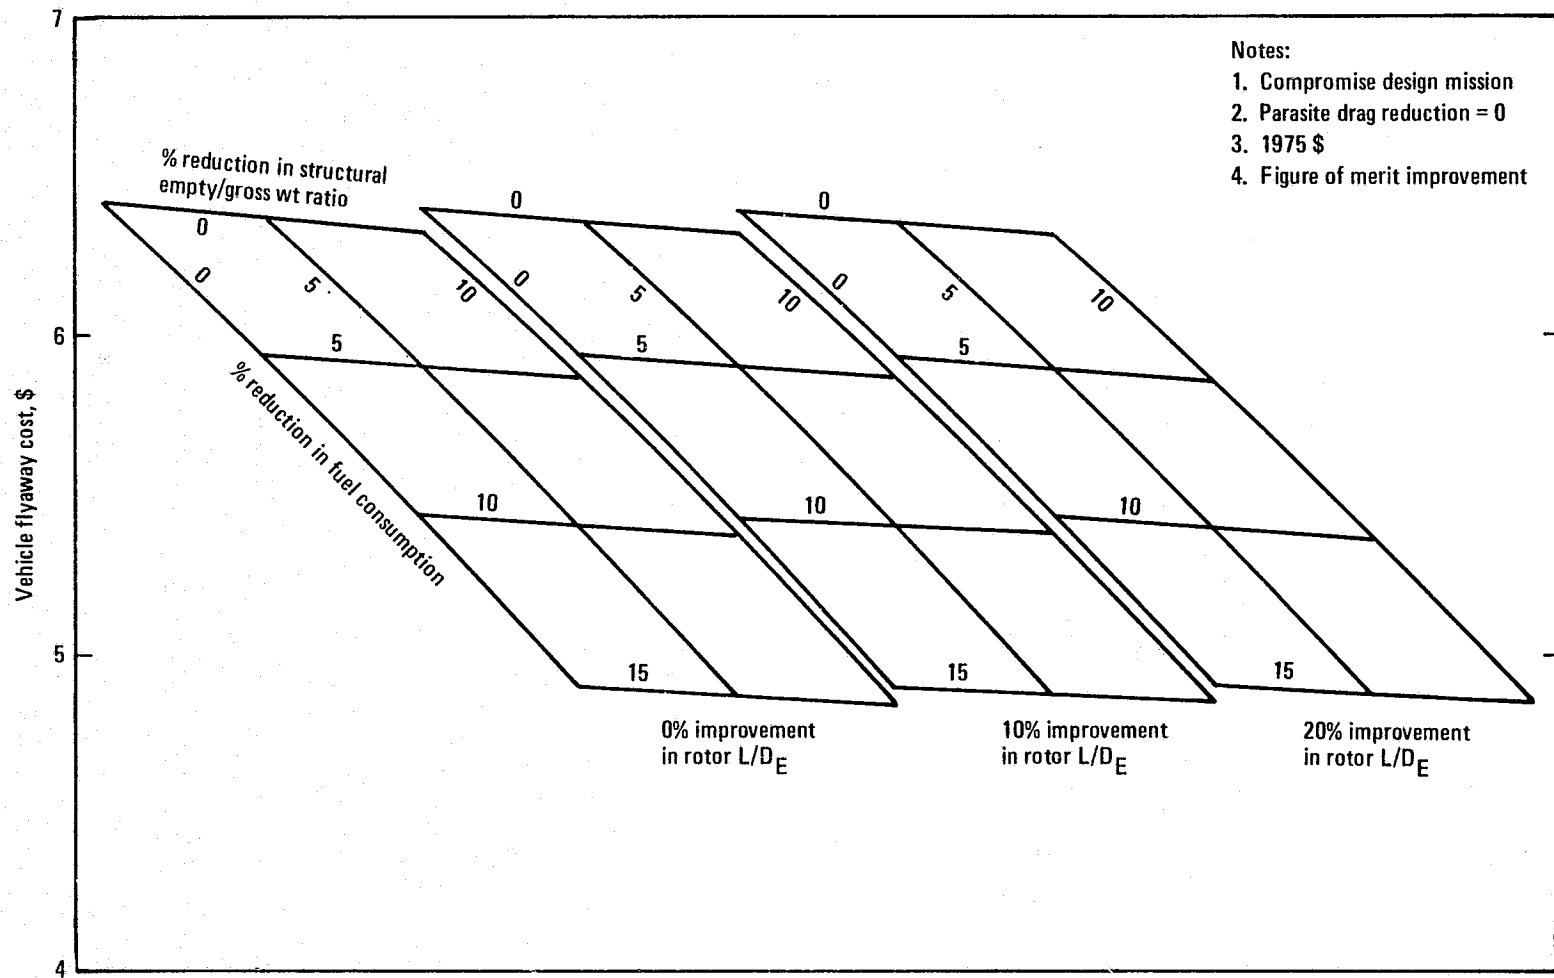 7
Notes:
1. Compromise design mission
2. Parasite drag reduction = 0
3. 1975 $
4. Figure of merit improvement
% reduction in structural
empty/gross wt ratio
0
0
0
0
5
10
0
5
10
0
5
10
6
5
5
5
Vehicle flyaway cost, $
% reduction in fuel consumption
10
10
10
5
15
15
15
0% improvement
in rotor L/DE
10% improvement
in rotor L/DE
20% improvement
in rotor L/DE
4